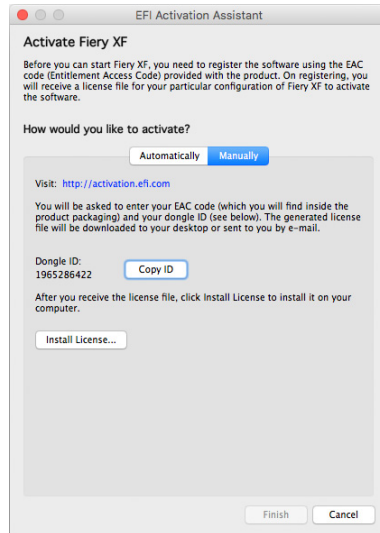 EFI Activation Assistant
Activate Fiery XF
Before you can start Fiery XF, you need to register the software using the EAC
code (Entitlement Access Code) provided with the product. On registering, you
will receive a license file for your particular configuration of Fiery XF to activate
the software.
How would you like to activate?
Automatically Manually
Visit: http://activation.efi.com
You will be asked to enter your EAC code (which you will find inside the
product packaging) and your dongle ID (see below). The generated license
file will be downloaded to your desktop or sent to you by e-mail.
Dongle ID:
1965286422 Copy ID
After you receive the license file, click Install License to install it on your
computer.
Install License...
Finish Cancel